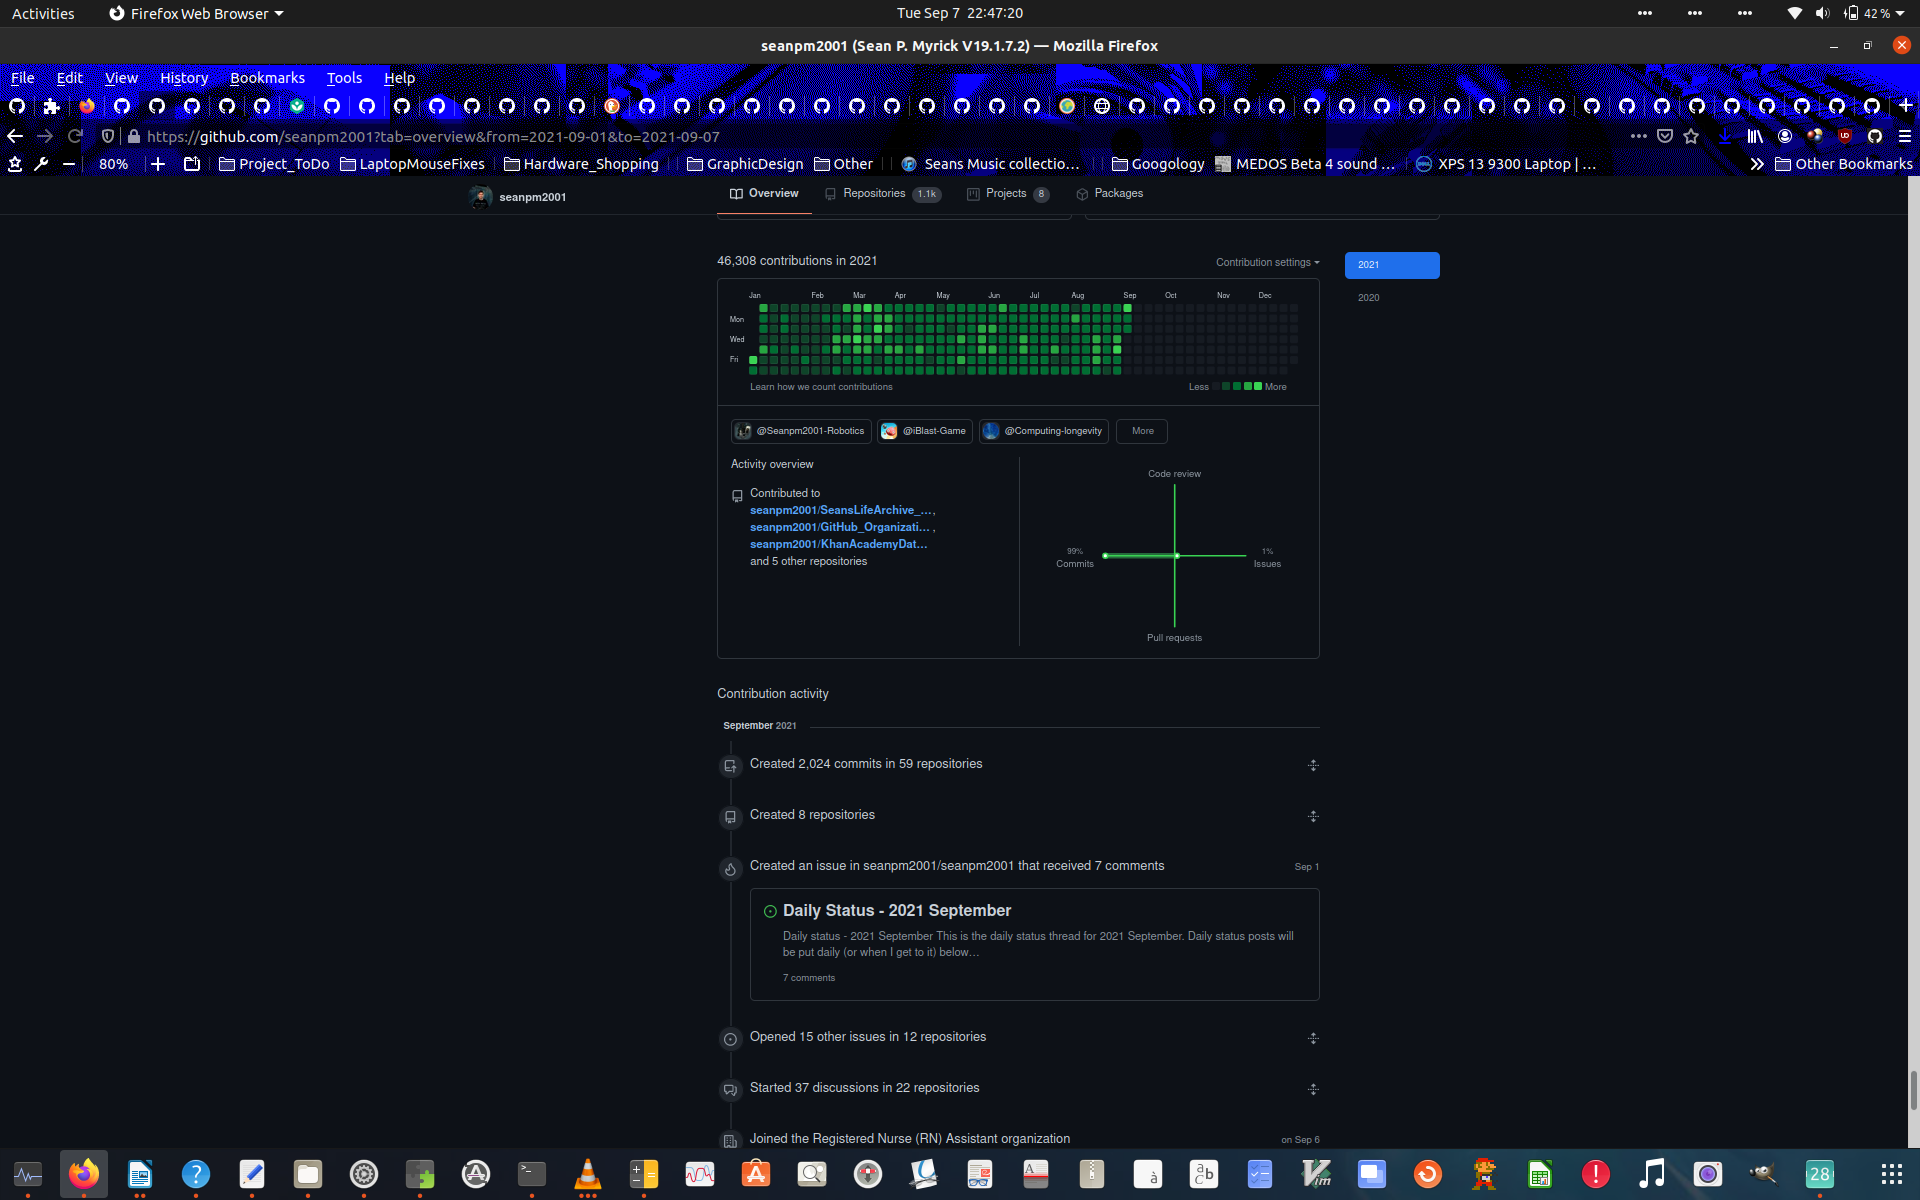 Activities
Firefox Web Browser
Tue Sep 7 22:47:20
42 %
seanpm2001 (Sean P. Myrick V19.1.7.2) — Mozilla Firefox
File Edit View History Bookmarks Tools Help
https://github.com/seanpm2001?tab=overview&from=2021-09-01&to=2021-09-07
80%
Project_ToDo
LaptopMouseFixes
Hardware_Shopping
GraphicDesign
Other
Seans Music collectio…
Googology
MEDOS Beta 4 sound …
XPS 13 9300 Laptop | …
Other Bookmarks
seanpm2001
Overview
Repositories 1.1k
Projects 8
Packages
46,308 contributions in 2021
Contribution settings
2021
2020
Jan Feb Mar Apr May Jun Jul Aug Sep Oct Nov Dec
Mon
Wed
Fri
Learn how we count contributions
Less More
@Seanpm2001-Robotics
@iBlast-Game
@Computing-longevity
More
Activity overview
Contributed to
seanpm2001/SeansLifeArchive_…,
seanpm2001/GitHub_Organizati…,
seanpm2001/KhanAcademyDat…
and 5 other repositories
Code review
99%
Commits
1%
Issues
Pull requests
Contribution activity
September 2021
Created 2,024 commits in 59 repositories
Created 8 repositories
Created an issue in seanpm2001/seanpm2001 that received 7 comments
Sep 1
Daily Status - 2021 September
Daily status - 2021 September This is the daily status thread for 2021 September. Daily status posts will
be put daily (or when I get to it) below…
7 comments
Opened 15 other issues in 12 repositories
Started 37 discussions in 22 repositories
Joined the Registered Nurse (RN) Assistant organization
on Sep 6
28